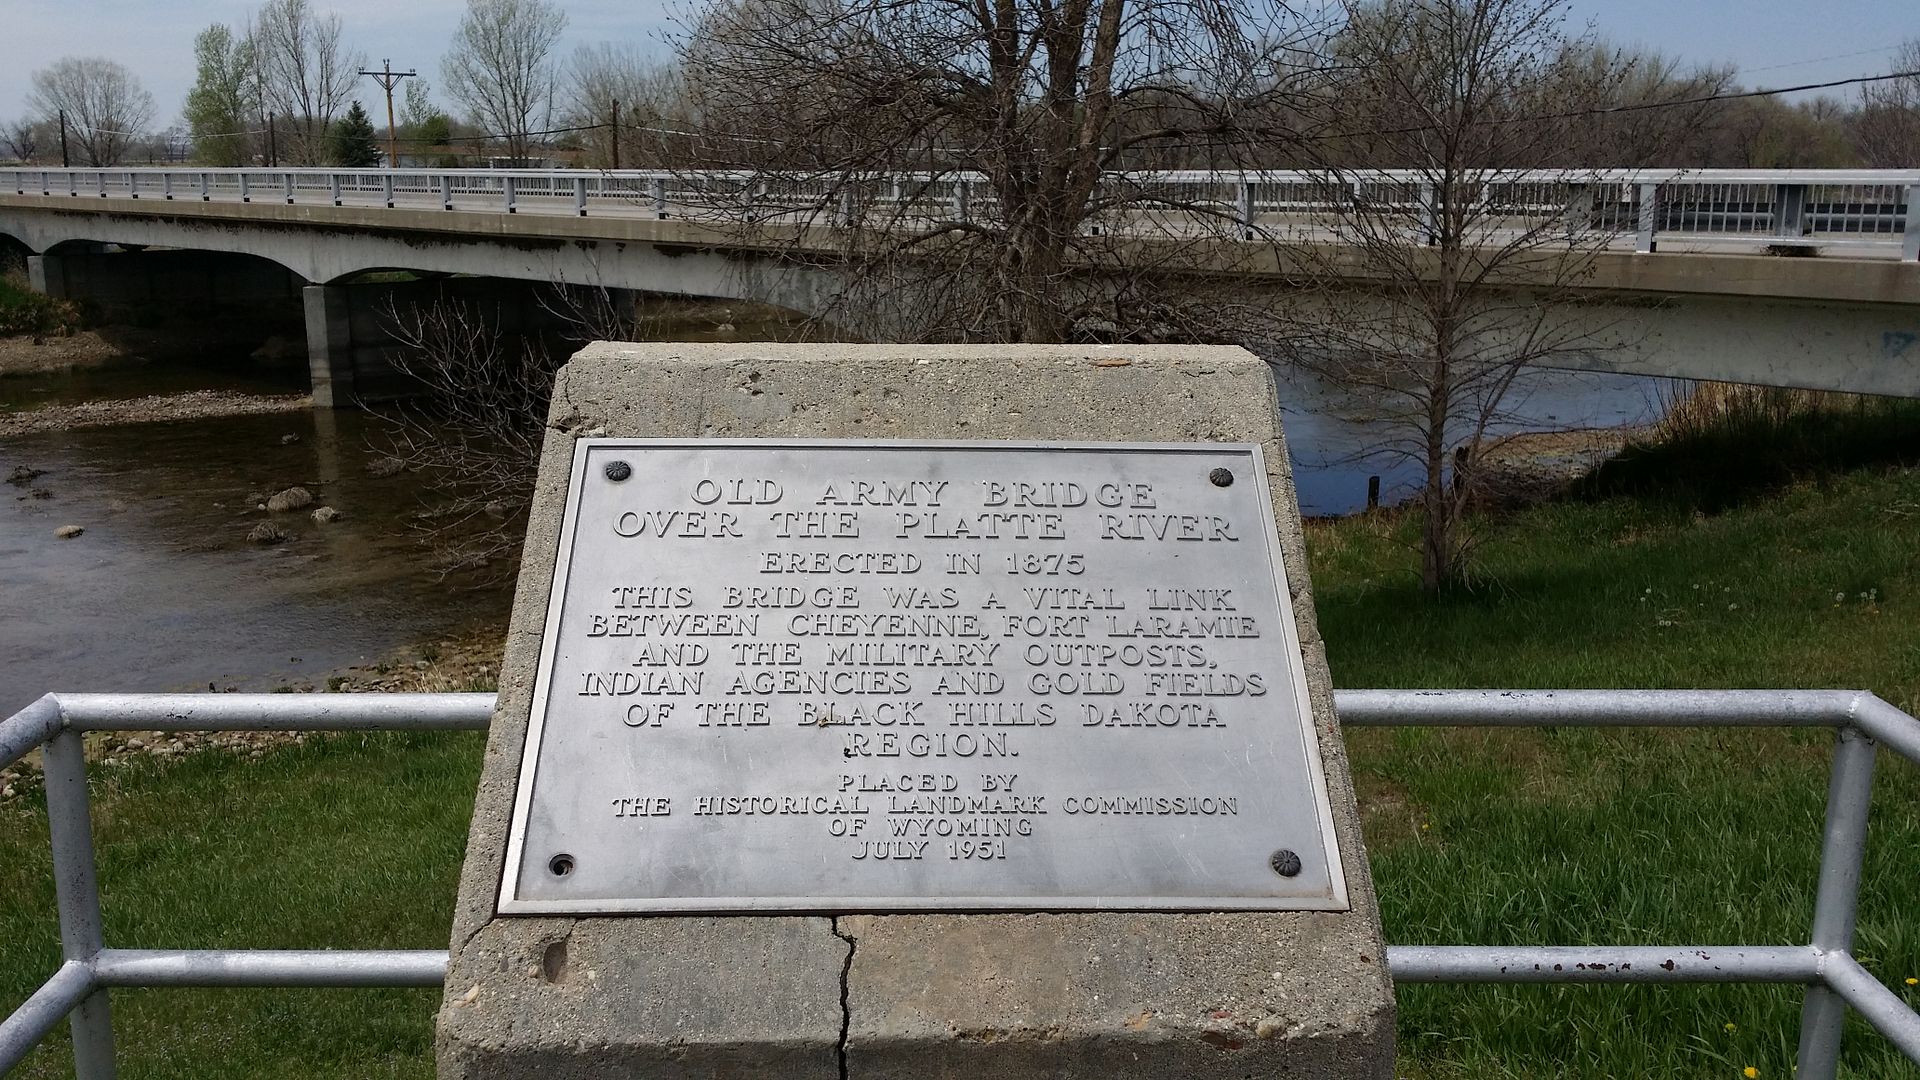 OLD ARMY BRIDGE
OVER THE PLATTE RIVER
ERECTED IN 1875
THIS BRIDGE WAS A VITAL LINK
BETWEEN CHEYENNE, FORT LARAMIE
AND THE MILITARY OUTPOSTS,
INDIAN AGENCIES AND GOLD FIELDS
OF THE BLACK HILLS DAKOTA
REGION.
PLACED BY
THE HISTORICAL LANDMARK COMMISSION
OF WYOMING
JULY 1951